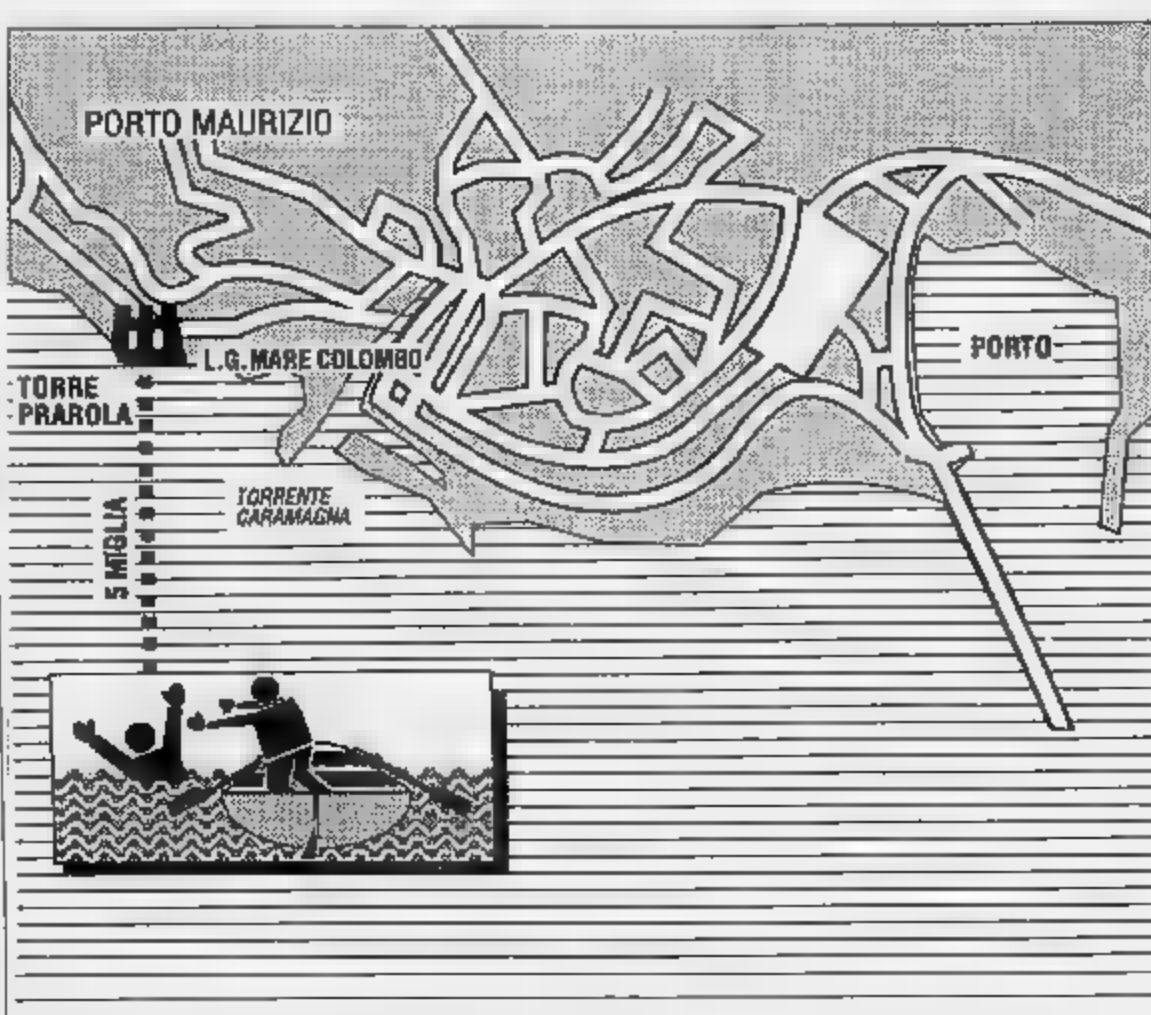 PORTO MAURIZIO
L.G. MARE COLOMBO
PORTO
TORRE
PRAROLA
TORRENTE
CARAMAGNA
5 MIGLIA